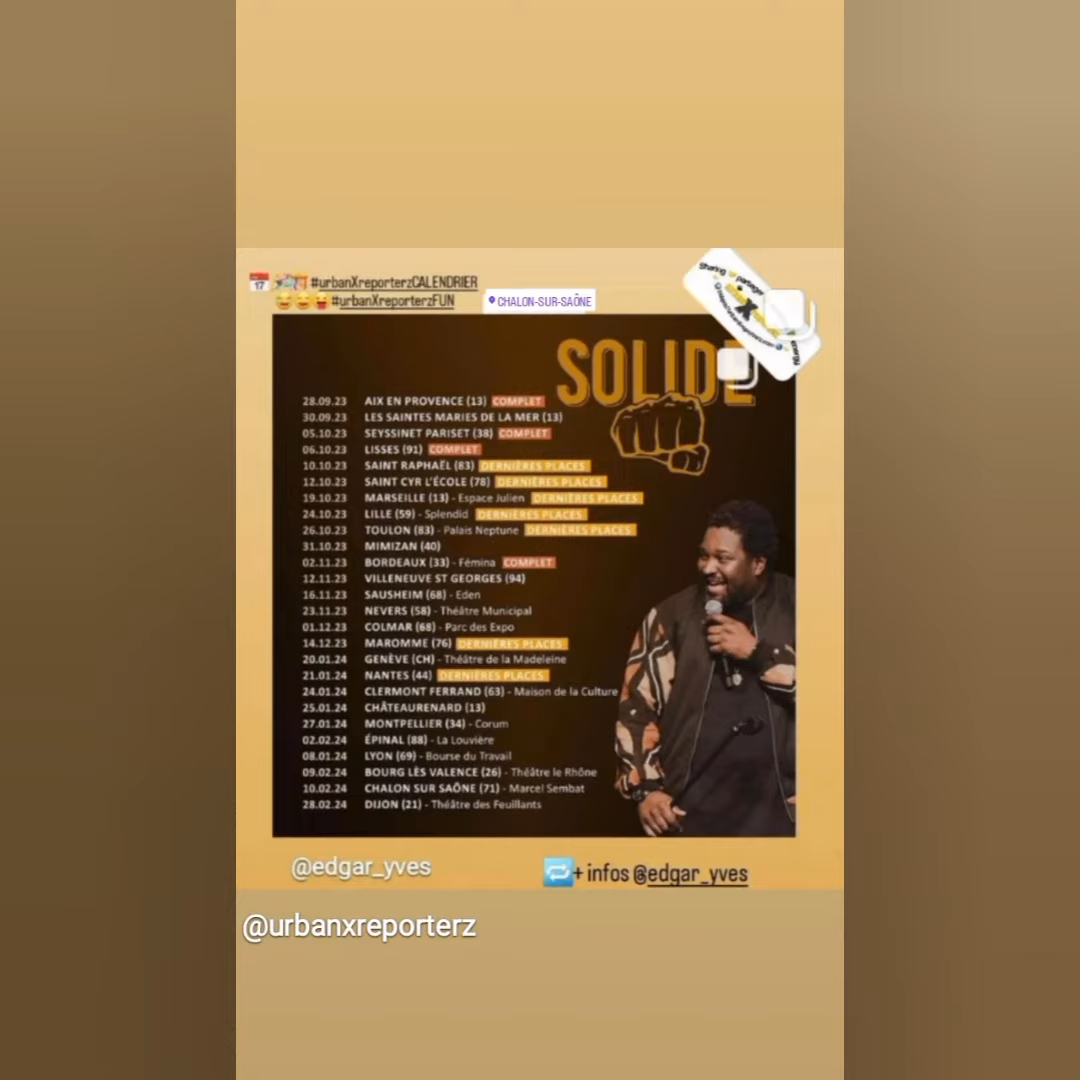 17
#urbanXreporterzCALENDRIER
#urbanXreporterzFUN
CHALON-SUR-SAÔNE
Sharing partager
X
SOLIDE
28.09.23 AIX EN PROVENCE (13) COMPLET
30.09.23 LES SAINTES MARIES DE LA MER (13)
05.10.23 SEYSSINET PARISET (38) COMPLET
06.10.23 LISSES (91) COMPLET
10.10.23 SAINT RAPHAËL (83) DERNIÈRES PLACES
12.10.23 SAINT CYR L'ÉCOLE (78) DERNIÈRES PLACES
19.10.23 MARSEILLE (13) - Espace Julien DERNIÈRES PLACES
24.10.23 LILLE (59) - Splendid DERNIÈRES PLACES
26.10.23 TOULON (83) - Palais Neptune DERNIÈRES PLACES
31.10.23 MIMIZAN (40)
02.11.23 BORDEAUX (33) - Fémina COMPLET
12.11.23 VILLENEUVE ST GEORGES (94)
16.11.23 SAUSHEIM (68) - Eden
23.11.23 NEVERS (58) - Théâtre Municipal
01.12.23 COLMAR (68) - Parc des Expo
14.12.23 MAROMME (76) DERNIÈRES PLACES
20.01.24 GENÈVE (CH) - Théâtre de la Madeleine
21.01.24 NANTES (44) DERNIÈRES PLACES
24.01.24 CLERMONT FERRAND (63) - Maison de la Culture
25.01.24 CHÂTEAURENARD (13)
27.01.24 MONTPELLIER (34) - Corum
02.02.24 ÉPINAL (88) - La Louvière
08.01.24 LYON (69) - Bourse du Travail
09.02.24 BOURG LÈS VALENCE (26) - Théâtre le Rhône
10.02.24 CHALON SUR SAÔNE (71) - Marcel Sembat
28.02.24 DIJON (21) - Théâtre des Feuillants
@edgar_yves
+ infos @edgar_yves
@urbanxreporterz